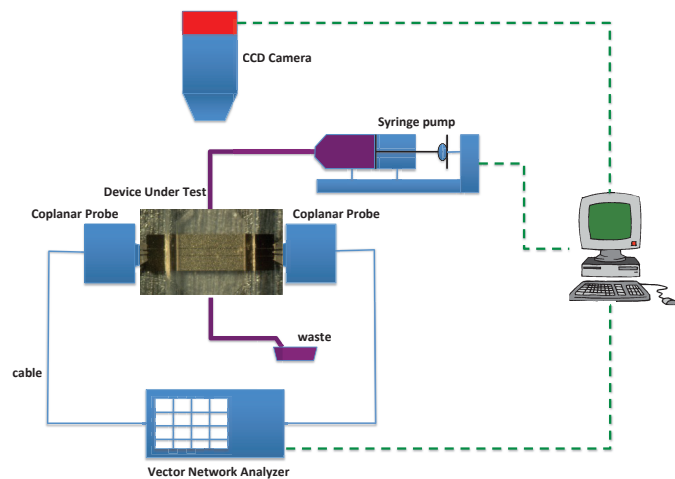 CCD Camera
Syringe pump
Device Under Test
Coplanar Probe
Coplanar Probe
waste
cable
Vector Network Analyzer